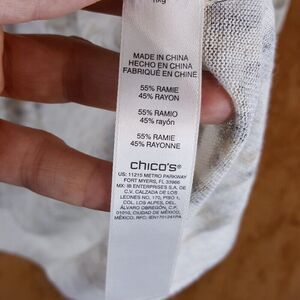 MADE IN CHINA
HECHO EN CHINA
FABRIQUÉ EN CHINE
55% RAMIE
45% RAYON
55% RAMIO
45% rayón
55% RAMIE
45% RAYONNE
chico's®
US: 11215 METRO PARKWAY
FORT MYERS, FL 33966
MX: IB ENTERPRISES S.A. DE
C.V. CALZADA DE LOS
LEONES NO. 170, PISO 1,
COL. LOS ALPES, DEL.
ÁLVARO OBREGÓN, C.P.
01010, CIUDAD DE MÉXICO,
MÉXICO, RFC: IEN1701241PA